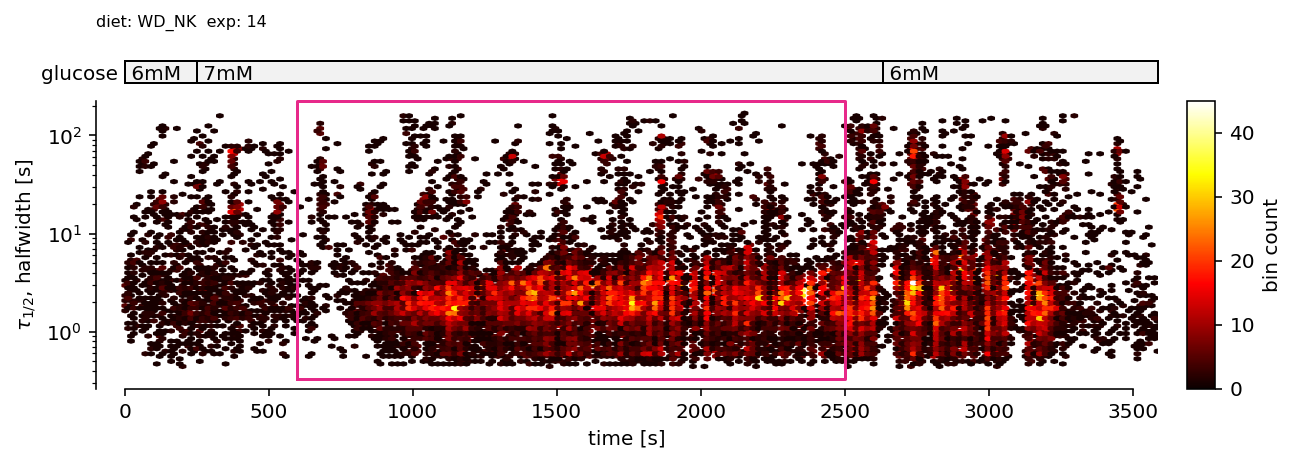 diet: WD_NK  exp: 14
glucose 6mM 7mM 6mM
10²
10¹
10⁰
τ₁/₂, halfwidth [s]
0 500 1000 1500 2000 2500 3000 3500
time [s]
40
30
20
10
0
bin count